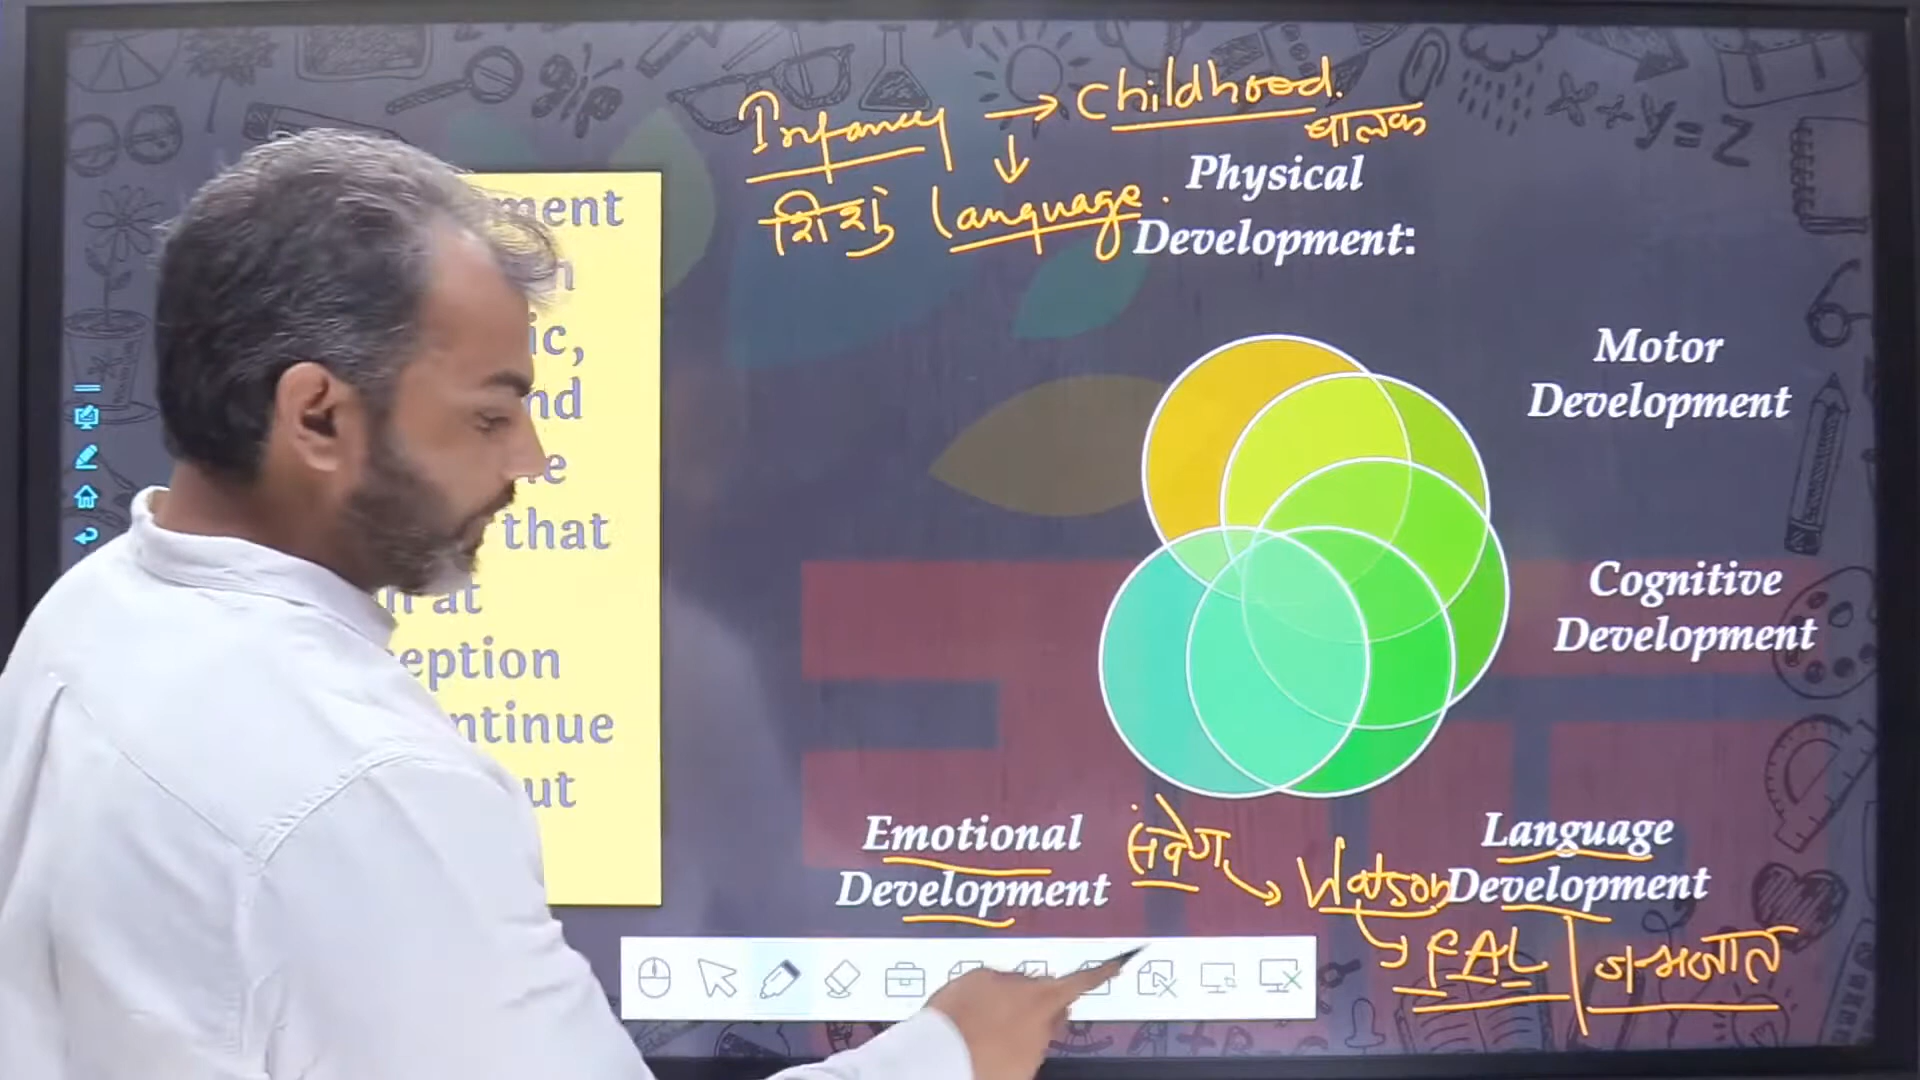 Infancy → Childhood.
बालक
शिशु
↓
Language.
Physical
Development:
ment
n
ic,
nd
e
that
n at
ception
ntinue
ut
Motor
Development
Cognitive
Development
Language
Development
Emotional
Development
संवेग → Watson
→ FAL | जन्मजात
x÷+y=z